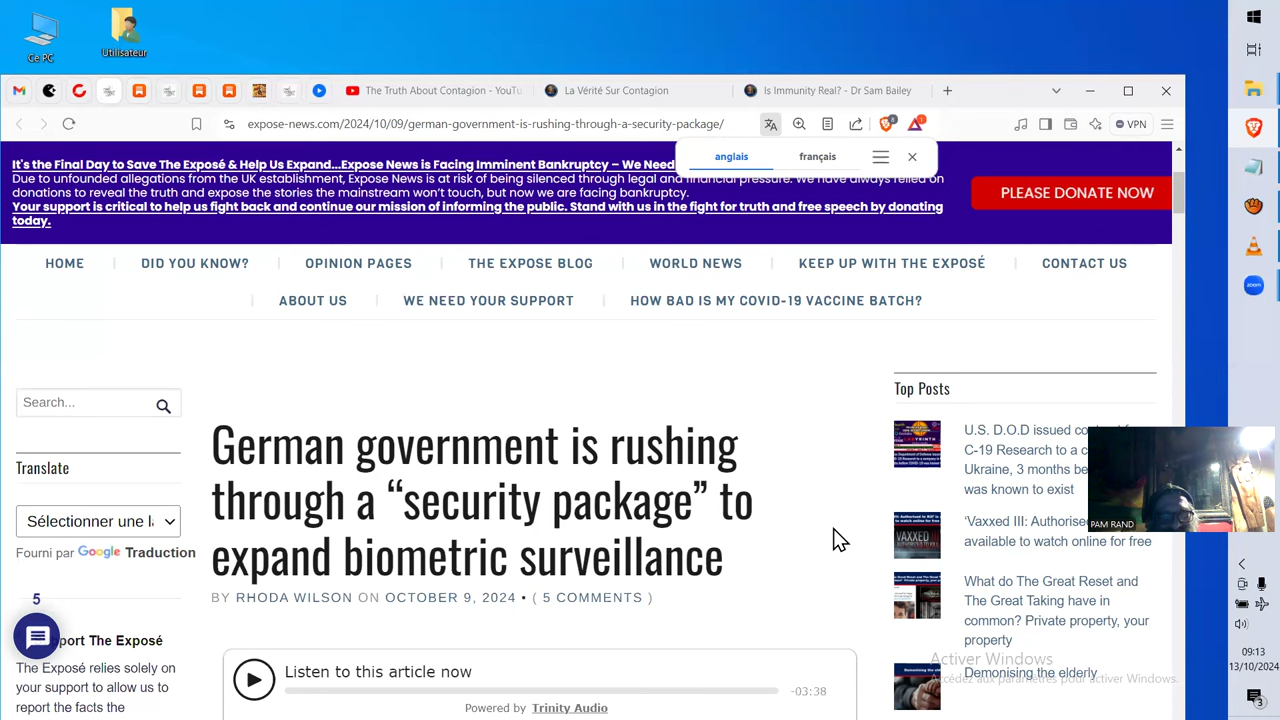 Ce PC
Utilisateur
The Truth About Contagion - YouTu
La Vérité Sur Contagion
Is Immunity Real? - Dr Sam Bailey
expose-news.com/2024/10/09/german-government-is-rushing-through-a-security-package/
8
1
VPN
anglais
français
It's the Final Day to Save The Exposé & Help Us Expand...Expose News is Facing Imminent Bankruptcy – We Need
Due to unfounded allegations from the UK establishment, Expose News is at risk of being silenced through legal and financial pressure. We have always relied on
donations to reveal the truth and expose the stories the mainstream won't touch, but now we are facing bankruptcy.
Your support is critical to help us fight back and continue our mission of informing the public. Stand with us in the fight for truth and free speech by donating
today.
PLEASE DONATE NOW
HOME
DID YOU KNOW?
OPINION PAGES
THE EXPOSE BLOG
WORLD NEWS
KEEP UP WITH THE EXPOSÉ
CONTACT US
ABOUT US
WE NEED YOUR SUPPORT
HOW BAD IS MY COVID-19 VACCINE BATCH?
Search...
Translate
Sélectionner une l
Fourni par Google Traduction
5
port The Exposé
The Exposé relies solely on
your support to allow us to
report the facts the
German government is rushing
through a “security package” to
expand biometric surveillance
RHODA WILSON ON OCTOBER 9, 2024 • ( 5 COMMENTS )
Listen to this article now
-03:38
Powered by Trinity Audio
Top Posts
U.S. D.O.D issued
C-19 Research to a c
Ukraine, 3 months be
was known to exist
'Vaxxed III: Authorise
available to watch online for free
What do The Great Reset and
The Great Taking have in
common? Private property, your
property
Demonising the elderly
PAM RAND
Activer Windows
Accédez aux paramètres pour activer Windows.
zoom
09:13
13/10/2024
3